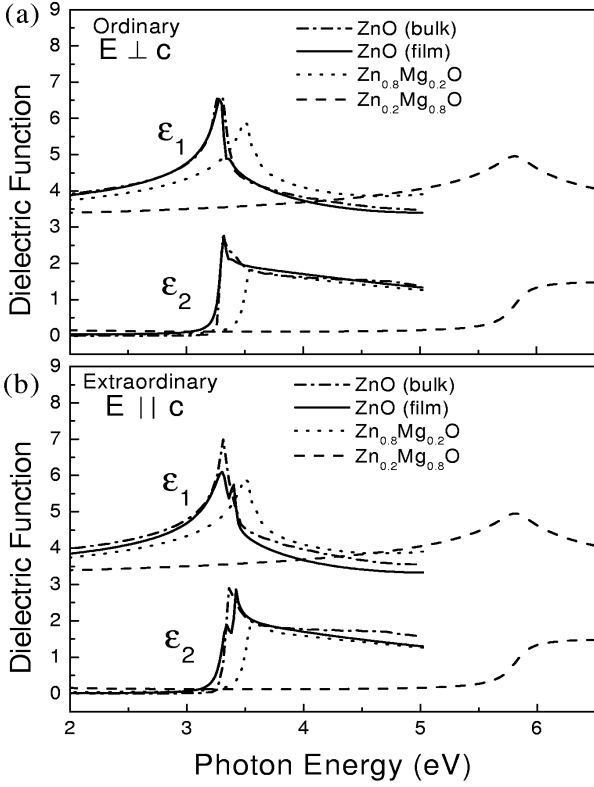 (a)
Ordinary
E ⊥ c
ZnO (bulk)
ZnO (film)
Zn0.8Mg0.2O
Zn0.2Mg0.8O
ε1
ε2
Dielectric Function
9
8
7
6
5
4
3
2
1
0
(b)
Extraordinary
E || c
ZnO (bulk)
ZnO (film)
Zn0.8Mg0.2O
Zn0.2Mg0.8O
ε1
ε2
Dielectric Function
9
8
7
6
5
4
3
2
1
0
2 3 4 5 6
Photon Energy (eV)